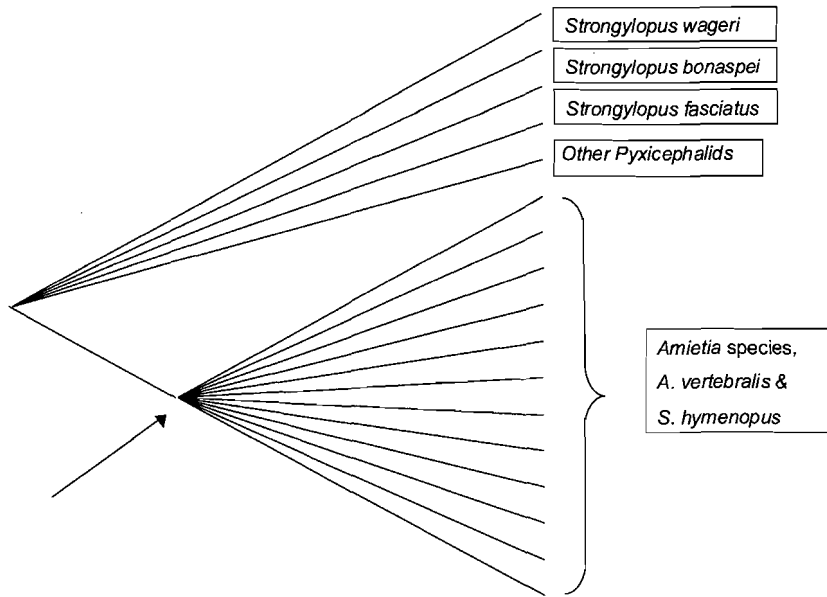 Strongylopus wageri
Strongylopus bonaspei
Strongylopus fasciatus
Other Pyxicephalids
Amietia species,
A. vertebralis &
S. hymenopus